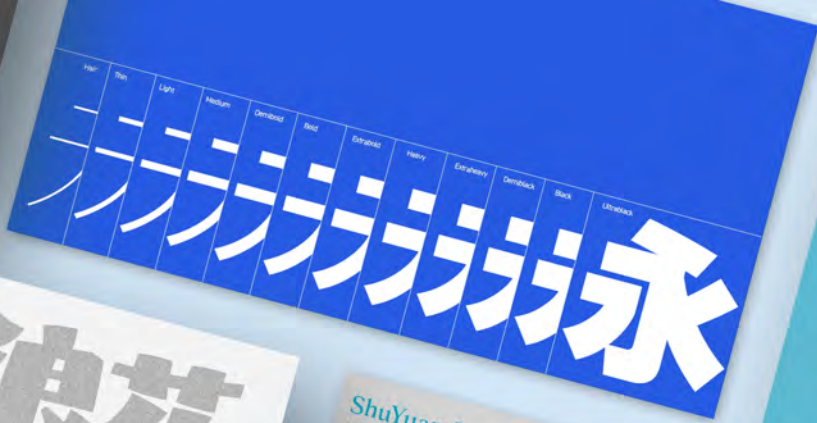 Hair
Thin
Light
Medium
Demibold
Bold
Extrabold
Heavy
Extraheavy
Demiblack
Black
Ultrablack
永